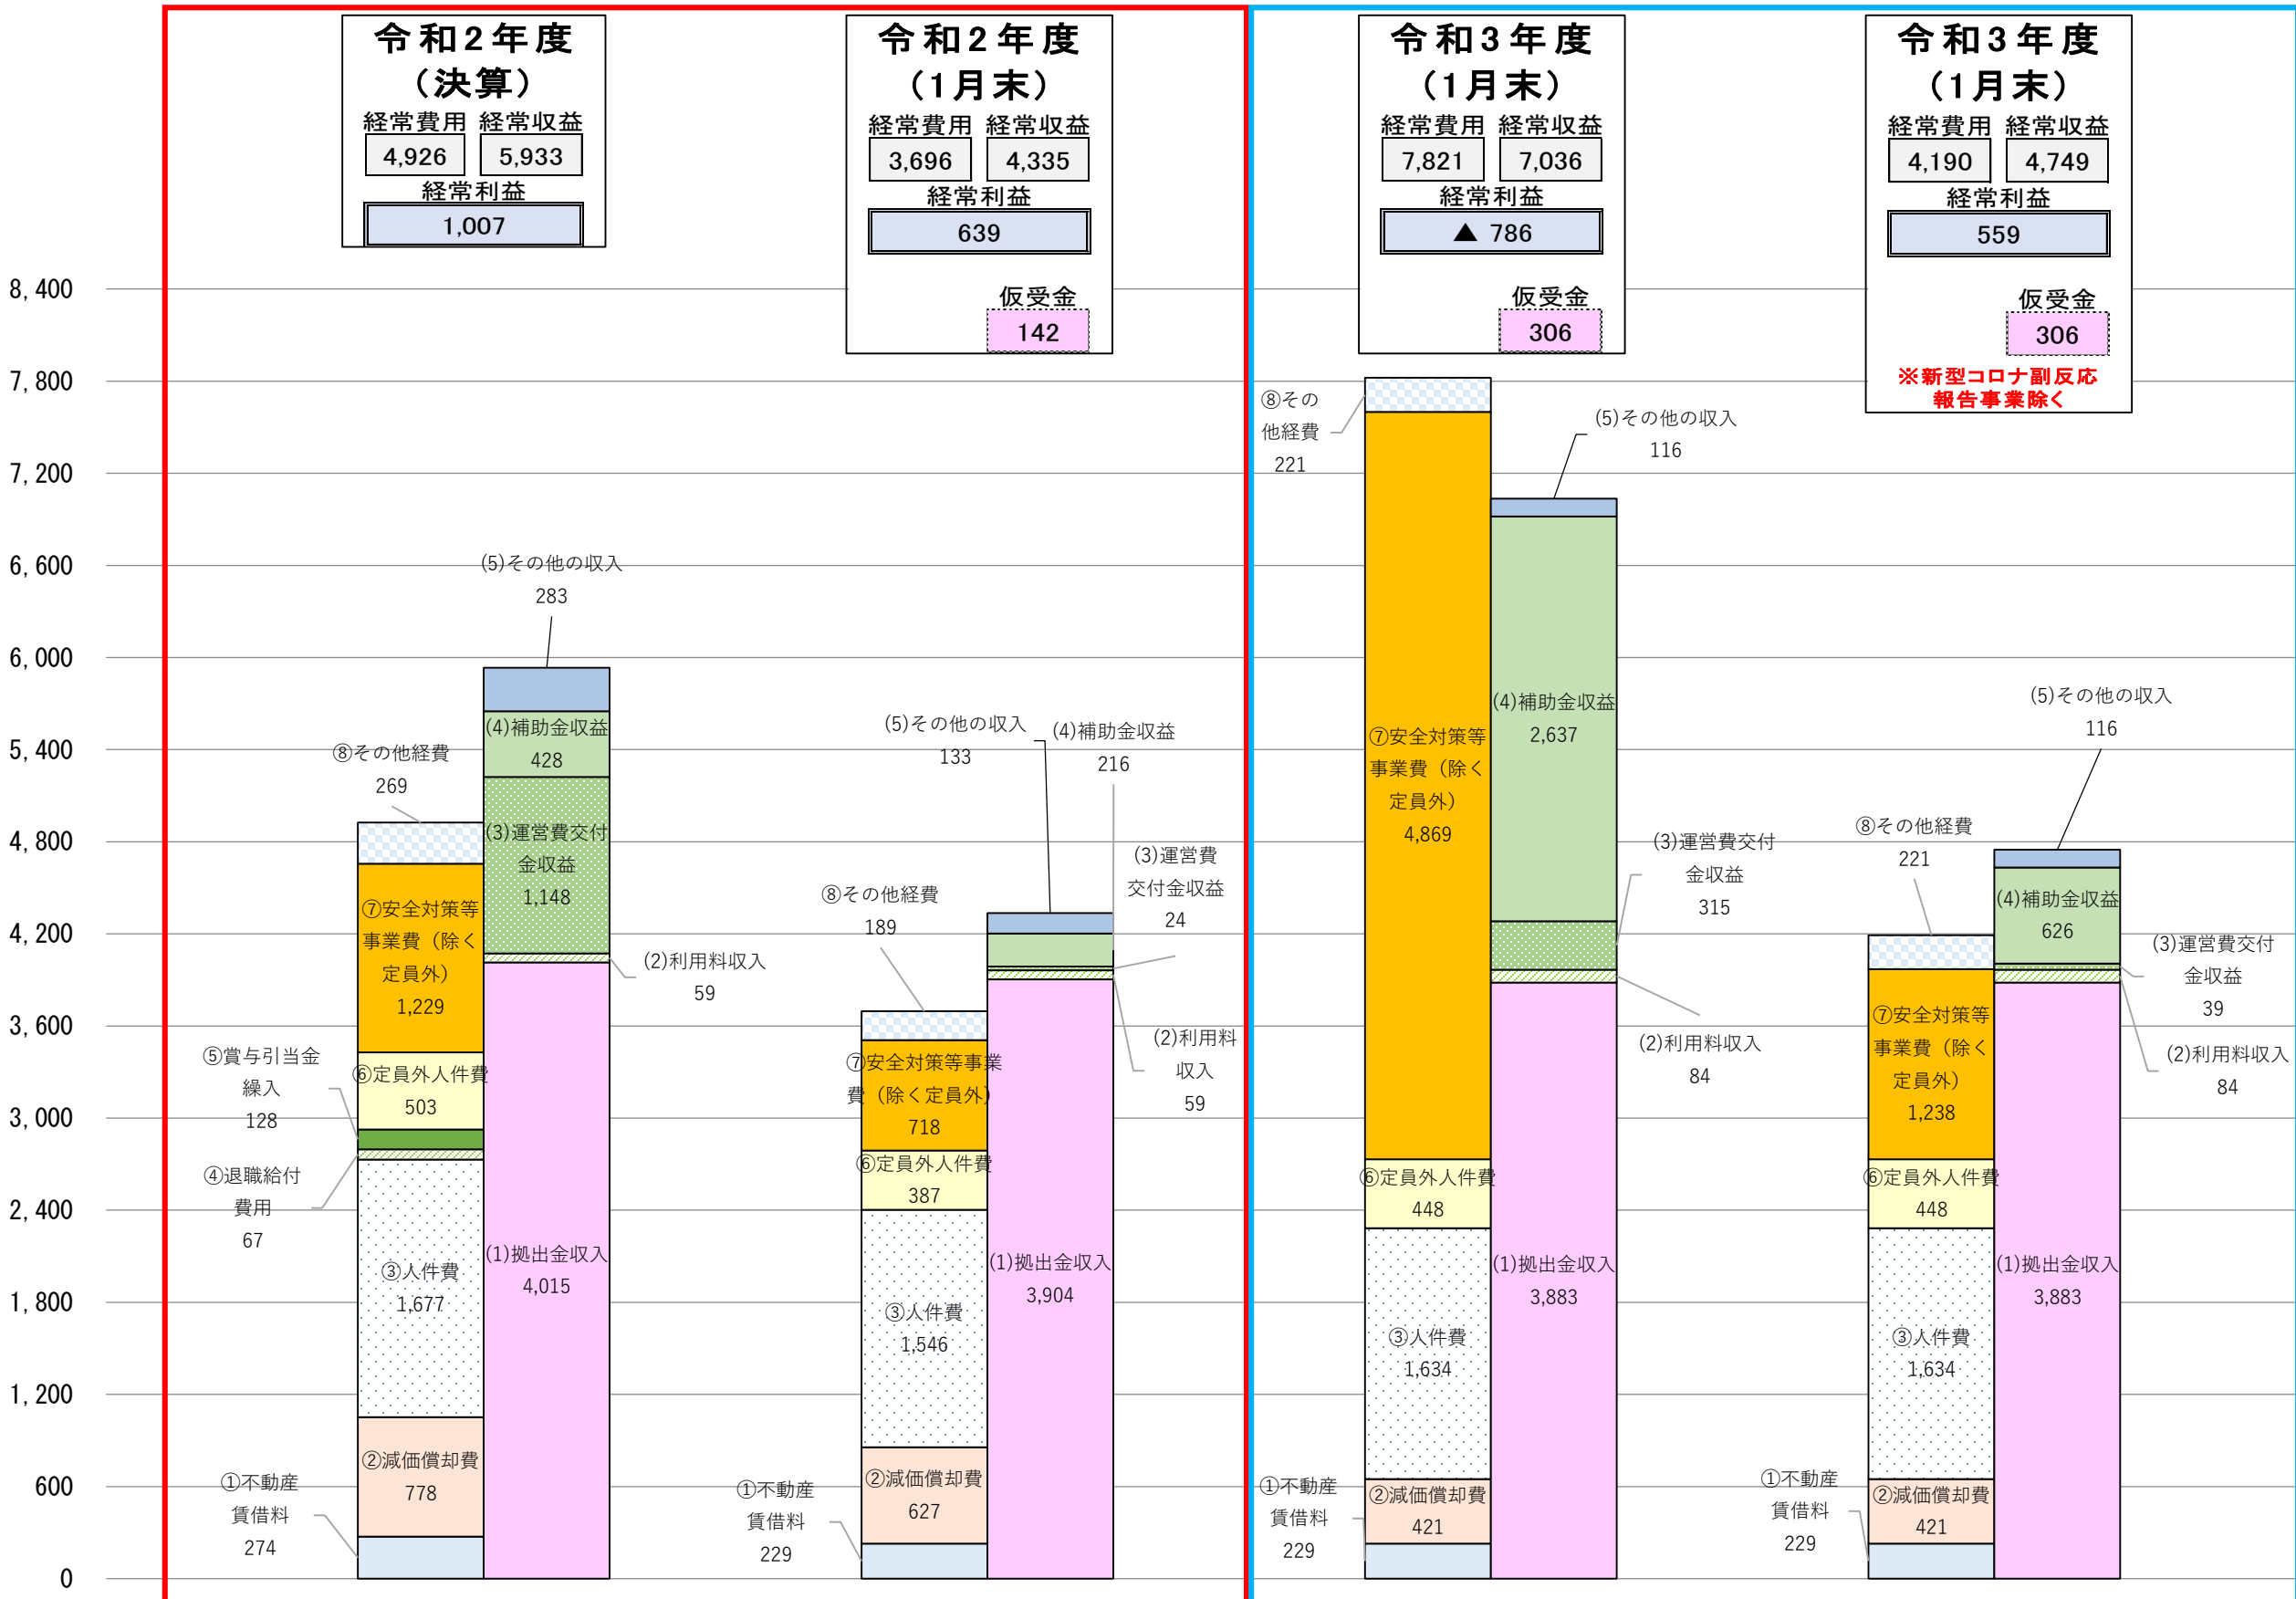 令和2年度
（決算）
経常費用 経常収益
4,926 5,933
経常利益
1,007
令和2年度
（1月末）
経常費用 経常収益
3,696 4,335
経常利益
639
仮受金
142
令和3年度
（1月末）
経常費用 経常収益
7,821 7,036
経常利益
▲ 786
仮受金
306
令和3年度
（1月末）
経常費用 経常収益
4,190 4,749
経常利益
559
仮受金
306
※新型コロナ副反応
報告事業除く
8,400
7,800
7,200
6,600
6,000
5,400
4,800
4,200
3,600
3,000
2,400
1,800
1,200
600
0
⑧その他経費
269
⑦安全対策等
事業費（除く
定員外）
1,229
⑥定員外人件費
503
⑤賞与引当金
繰入
128
④退職給付
費用
67
③人件費
1,677
②減価償却費
778
①不動産
賃借料
274
(5)その他の収入
283
(4)補助金収益
428
(3)運営費交付
金収益
1,148
(2)利用料収入
59
(1)拠出金収入
4,015
⑧その他経費
189
⑦安全対策等事業
費（除く定員外）
718
⑥定員外人件費
387
③人件費
1,546
②減価償却費
627
①不動産
賃借料
229
(5)その他の収入
133
(4)補助金収益
216
(3)運営費
交付金収益
24
(2)利用料
収入
59
(1)拠出金収入
3,904
⑧その
他経費
221
⑦安全対策等
事業費（除く
定員外）
4,869
⑥定員外人件費
448
③人件費
1,634
②減価償却費
421
①不動産
賃借料
229
(5)その他の収入
116
(4)補助金収益
2,637
(3)運営費交付
金収益
315
(2)利用料収入
84
(1)拠出金収入
3,883
⑧その他経費
221
⑦安全対策等
事業費（除く
定員外）
1,238
⑥定員外人件費
448
③人件費
1,634
②減価償却費
421
①不動産
賃借料
229
(5)その他の収入
116
(4)補助金収益
626
(3)運営費交付
金収益
39
(2)利用料収入
84
(1)拠出金収入
3,883